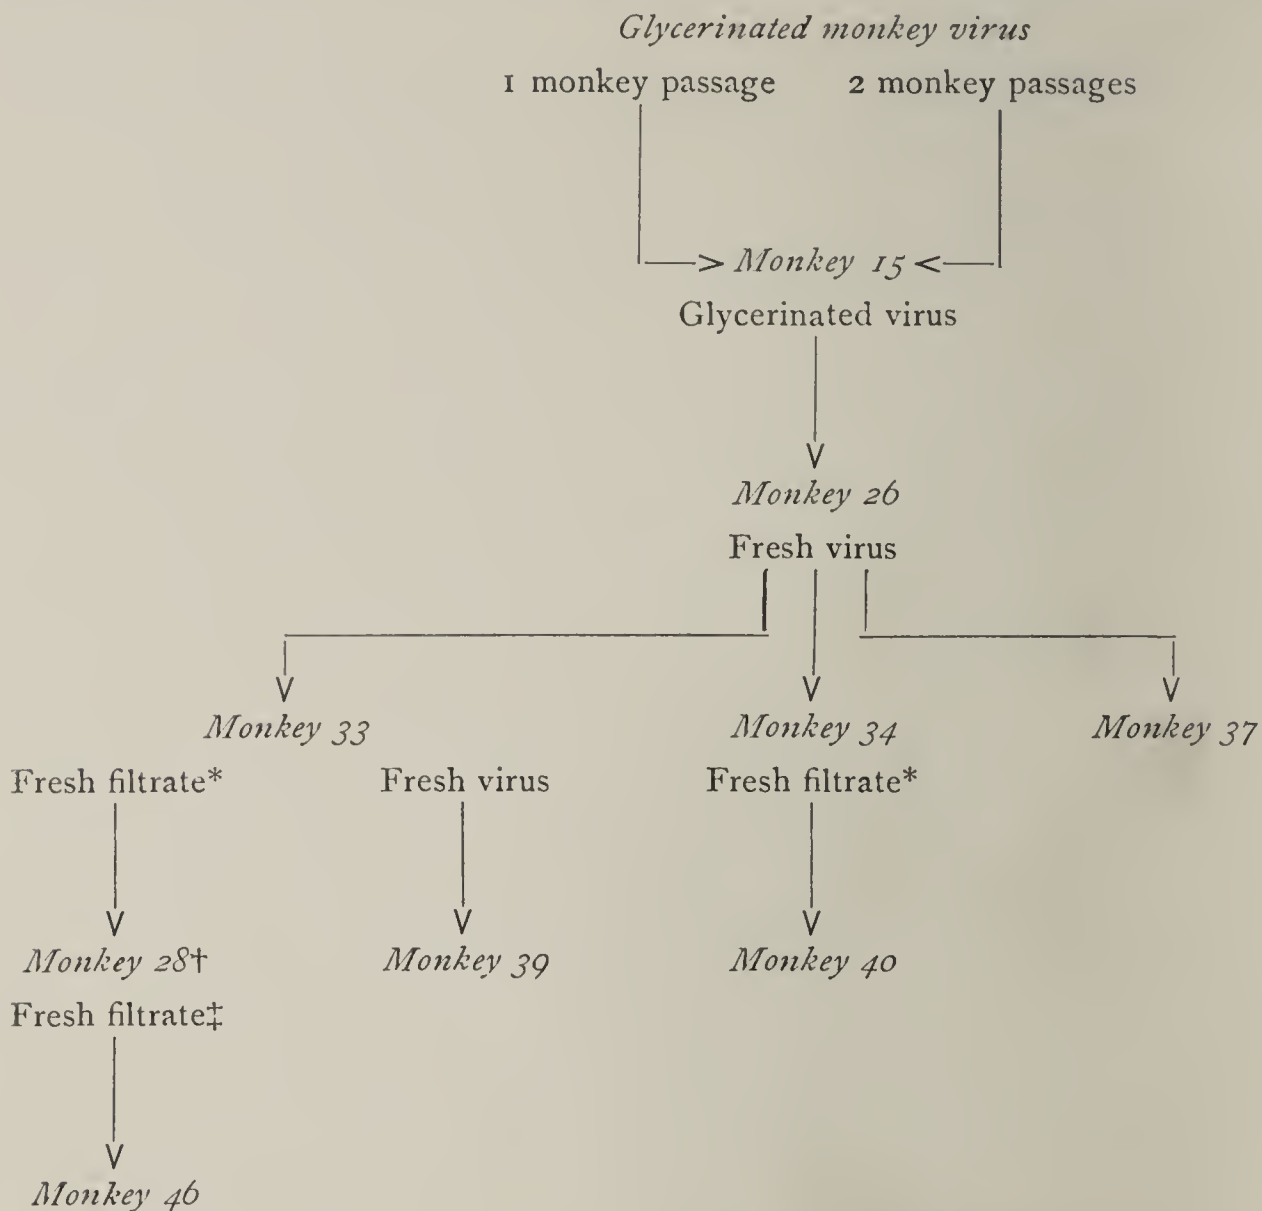 Glycerinated monkey virus
1 monkey passage 2 monkey passages
Monkey 15
Glycerinated virus
Monkey 26
Fresh virus
Monkey 33 Monkey 34 Monkey 37
Fresh filtrate* Fresh virus Fresh filtrate*
Monkey 28† Monkey 39 Monkey 40
Fresh filtrate‡
Monkey 46